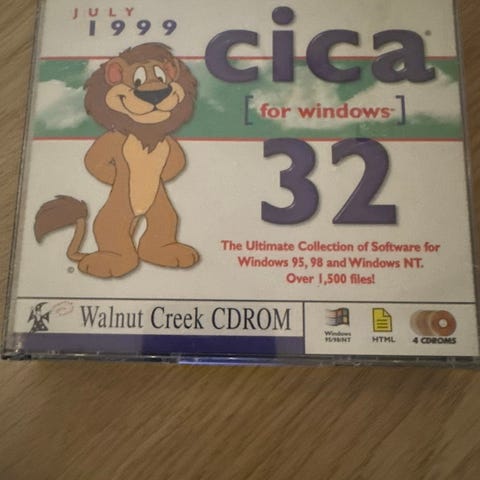 JULY
1999
cica®
[for windows™]
32
The Ultimate Collection of Software for
Windows 95, 98 and Windows NT.
Over 1,500 files!
©
Walnut Creek CDROM
Windows
95/98/NT
HTML
4 CDROMS